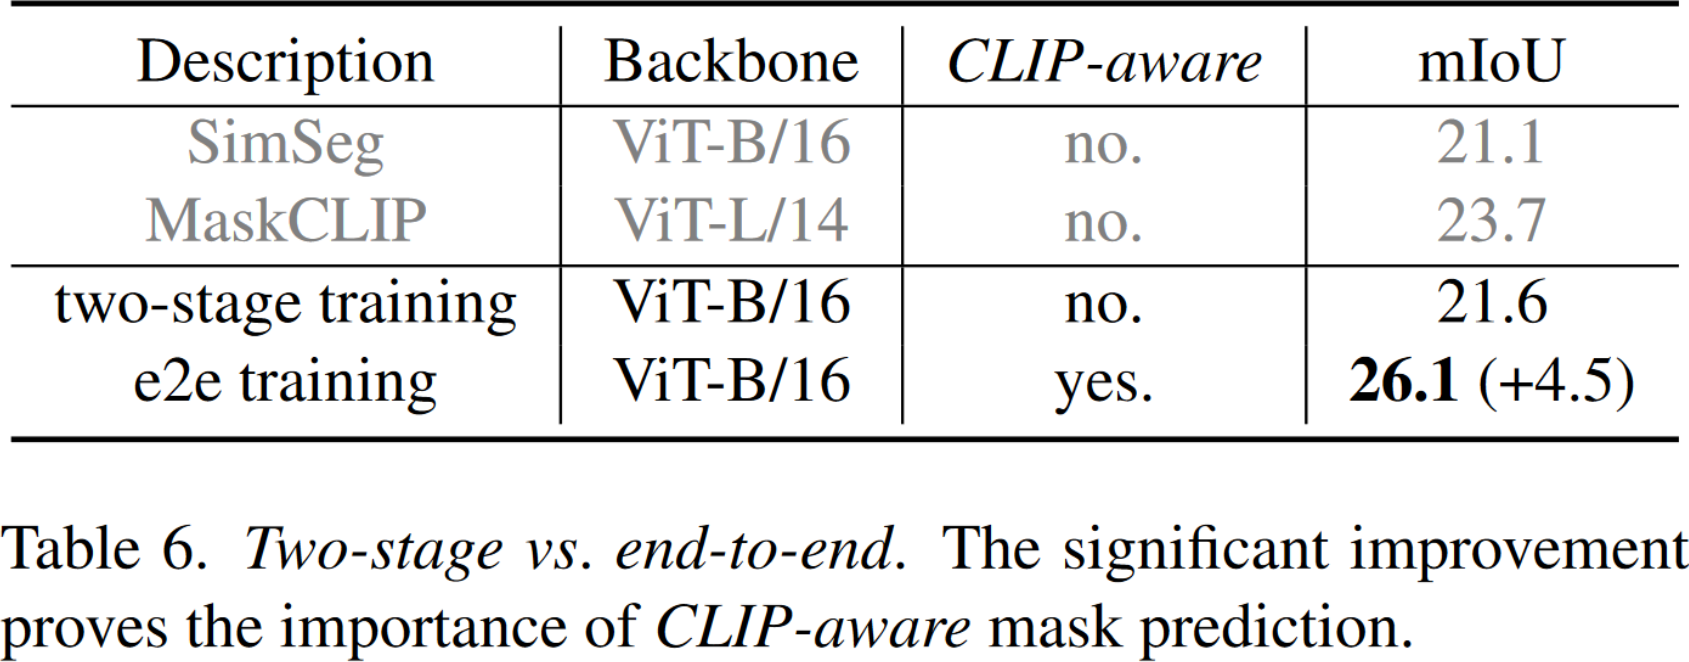 Description Backbone CLIP-aware mIoU
SimSeg ViT-B/16 no. 21.1
MaskCLIP ViT-L/14 no. 23.7
two-stage training ViT-B/16 no. 21.6
e2e training ViT-B/16 yes. 26.1 (+4.5)
Table 6. Two-stage vs. end-to-end. The significant improvement
proves the importance of CLIP-aware mask prediction.